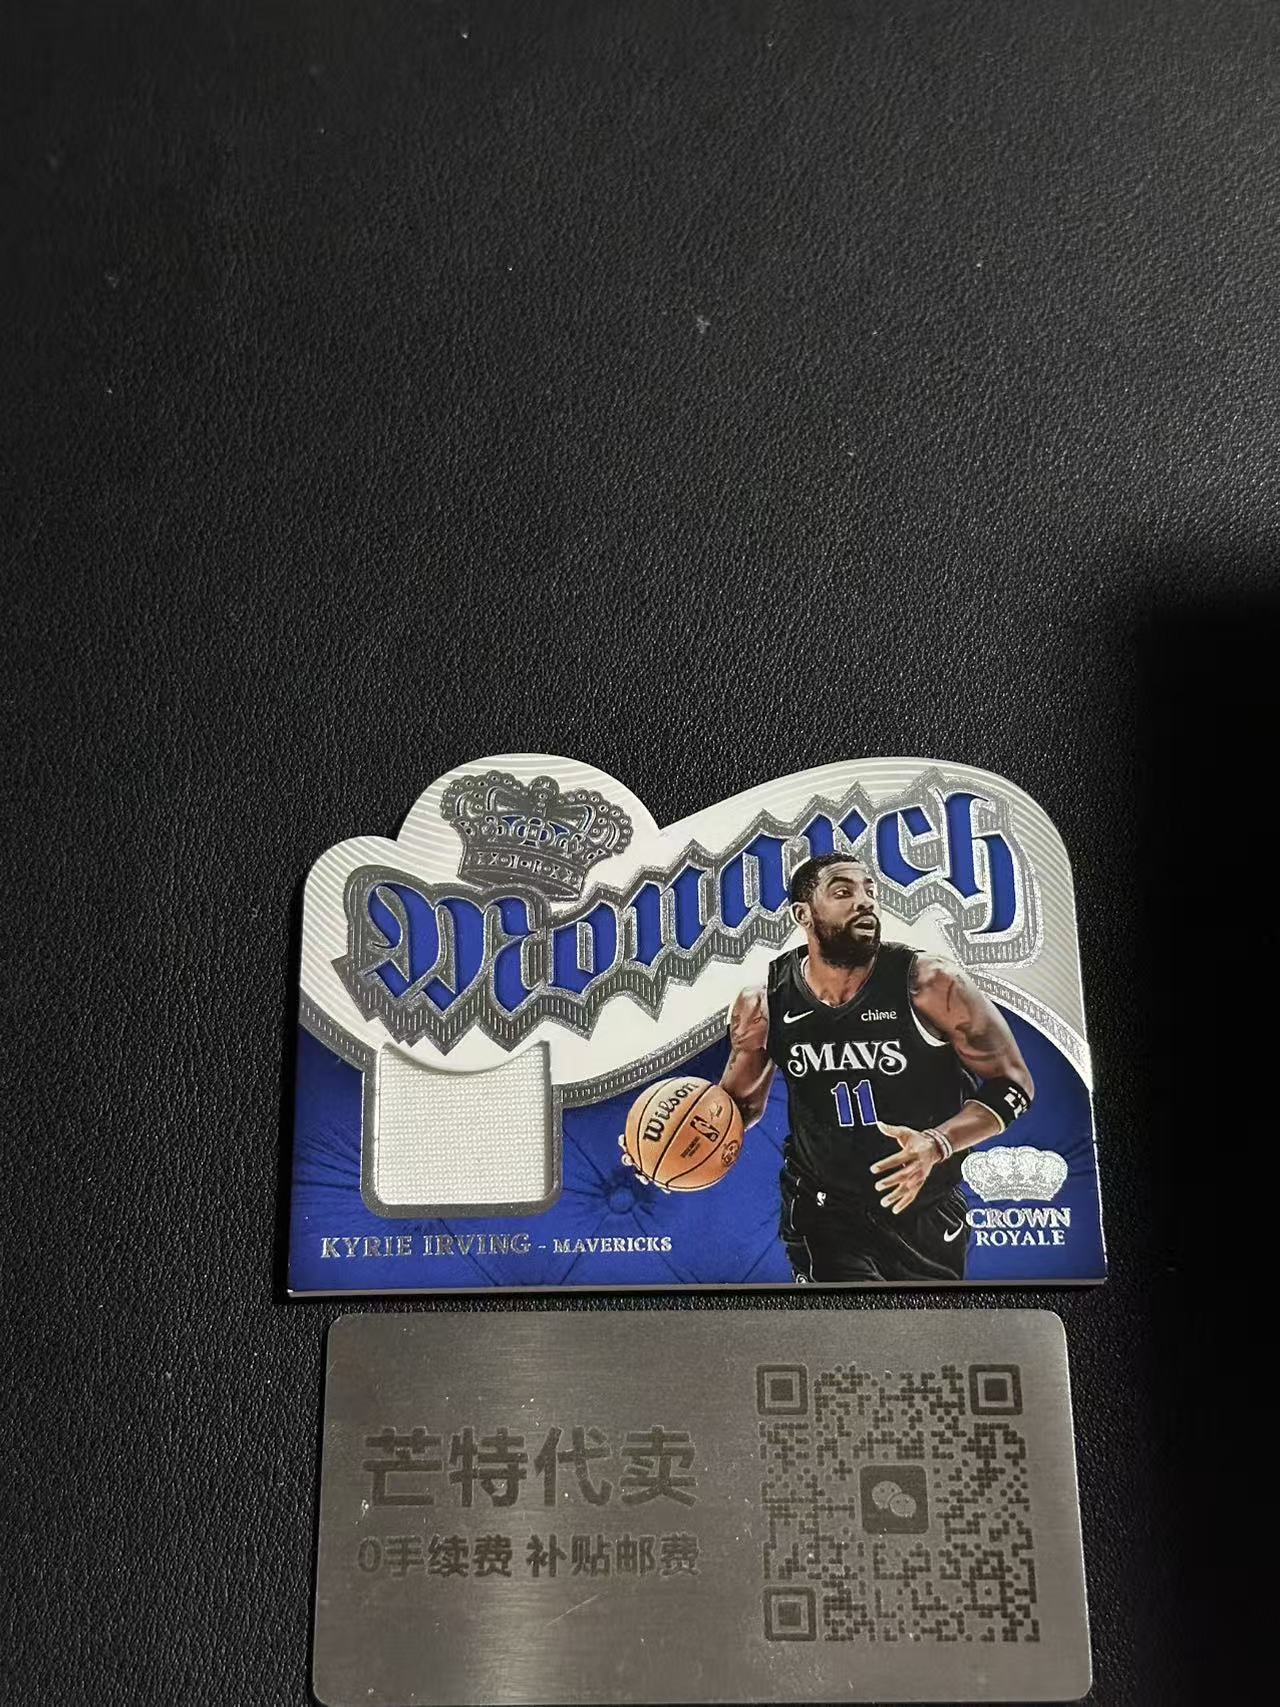 Monarch
chime
MAVS
11
Wilson
CROWN
ROYALE
KYRIE IRVING - MAVERICKS
芒特代卖
0手续费 补贴邮费